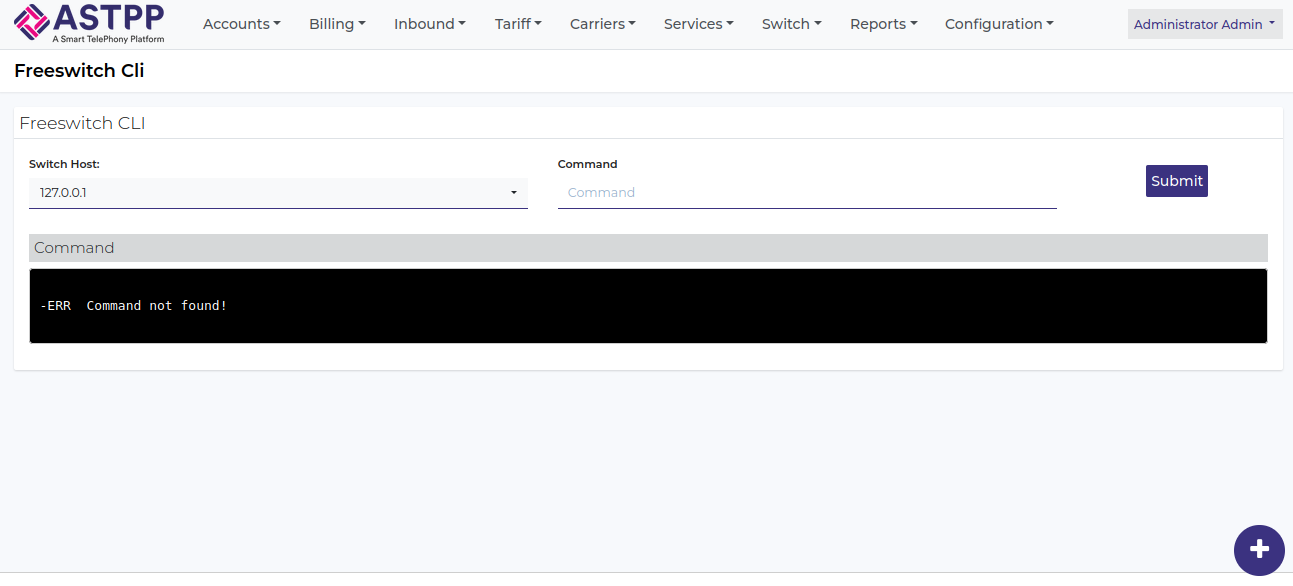 ASTPP
A Smart TelePhony Platform
Accounts Billing Inbound Tariff Carriers Services Switch Reports Configuration Administrator Admin
Freeswitch Cli
Freeswitch CLI
Switch Host: Command
127.0.0.1 Command Submit
Command
-ERR  Command not found!